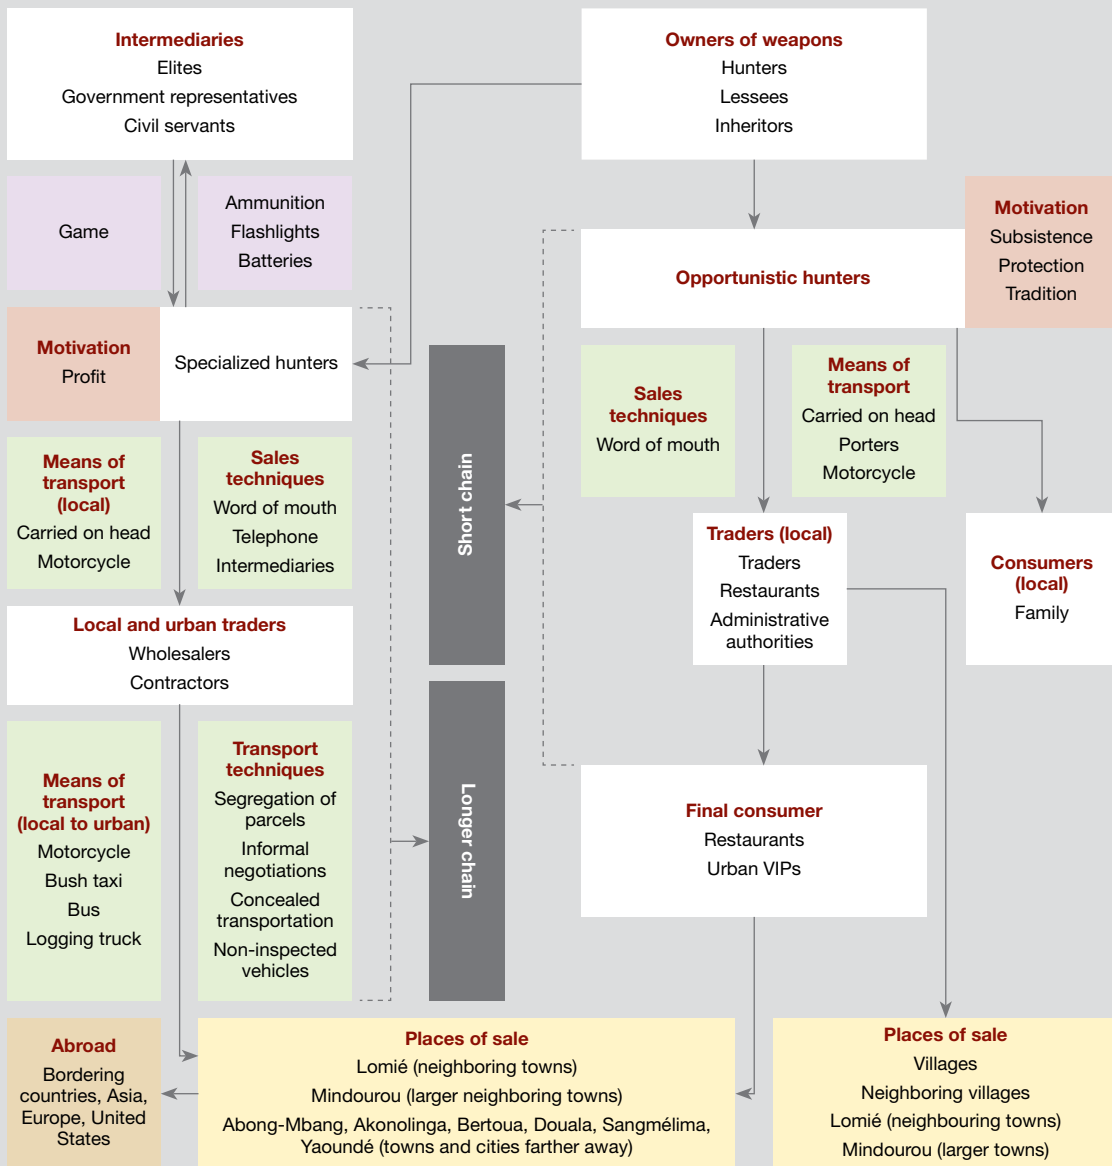 Intermediaries
Elites
Government representatives
Civil servants
Owners of weapons
Hunters
Lessees
Inheritors
Game
Ammunition
Flashlights
Batteries
Motivation
Subsistence
Protection
Tradition
Opportunistic hunters
Motivation
Profit
Specialized hunters
Short chain
Sales
techniques
Word of mouth
Means of
transport
Carried on head
Porters
Motorcycle
Means of
transport
(local)
Carried on head
Motorcycle
Sales
techniques
Word of mouth
Telephone
Intermediaries
Traders (local)
Traders
Restaurants
Administrative
authorities
Consumers
(local)
Family
Local and urban traders
Wholesalers
Contractors
Longer chain
Means of
transport
(local to urban)
Motorcycle
Bush taxi
Bus
Logging truck
Transport
techniques
Segregation of
parcels
Informal
negotiations
Concealed
transportation
Non-inspected
vehicles
Final consumer
Restaurants
Urban VIPs
Abroad
Bordering
countries, Asia,
Europe, United
States
Places of sale
Lomié (neighboring towns)
Mindourou (larger neighboring towns)
Abong-Mbang, Akonolinga, Bertoua, Douala, Sangmélima,
Yaoundé (towns and cities farther away)
Places of sale
Villages
Neighboring villages
Lomié (neighbouring towns)
Mindourou (larger towns)